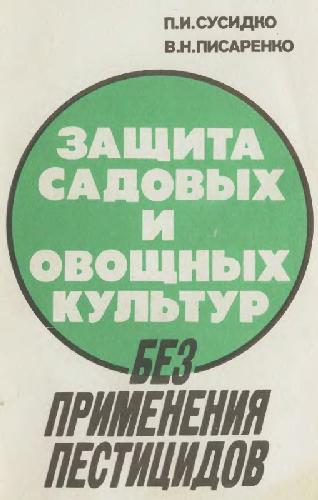 П.И.СУСИДКО
В.Н.ПИСАРЕНКО
ЗАЩИТА
САДОВЫХ
И
ОВОЩНЫХ
КУЛЬТУР
БЕЗ
ПРИМЕНЕНИЯ
ПЕСТИЦИДОВ